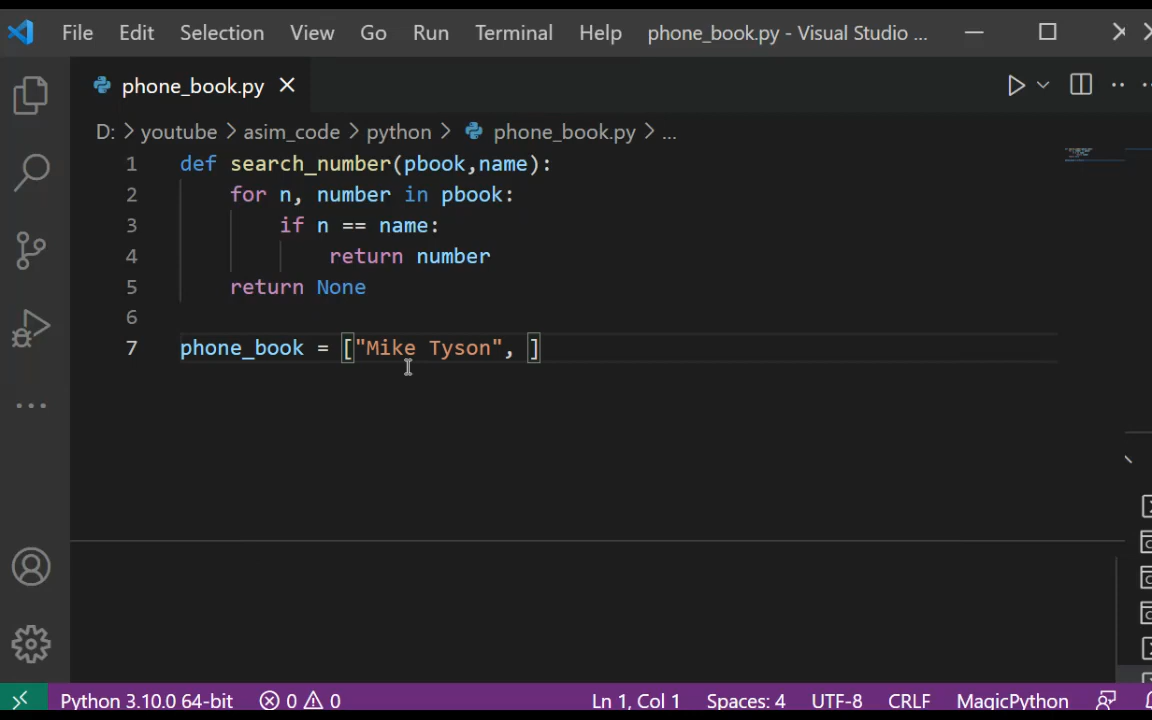 File Edit Selection View Go Run Terminal Help phone_book.py - Visual Studio ...
phone_book.py
D: > youtube > asim_code > python > phone_book.py > ...
1 def search_number(pbook,name):
2 for n, number in pbook:
3 if n == name:
4 return number
5 return None
6
7 phone_book = ["Mike Tyson", ]
Python 3.10.0 64-bit 0 0 Ln 1, Col 1 Spaces: 4 UTF-8 CRLF MagicPython